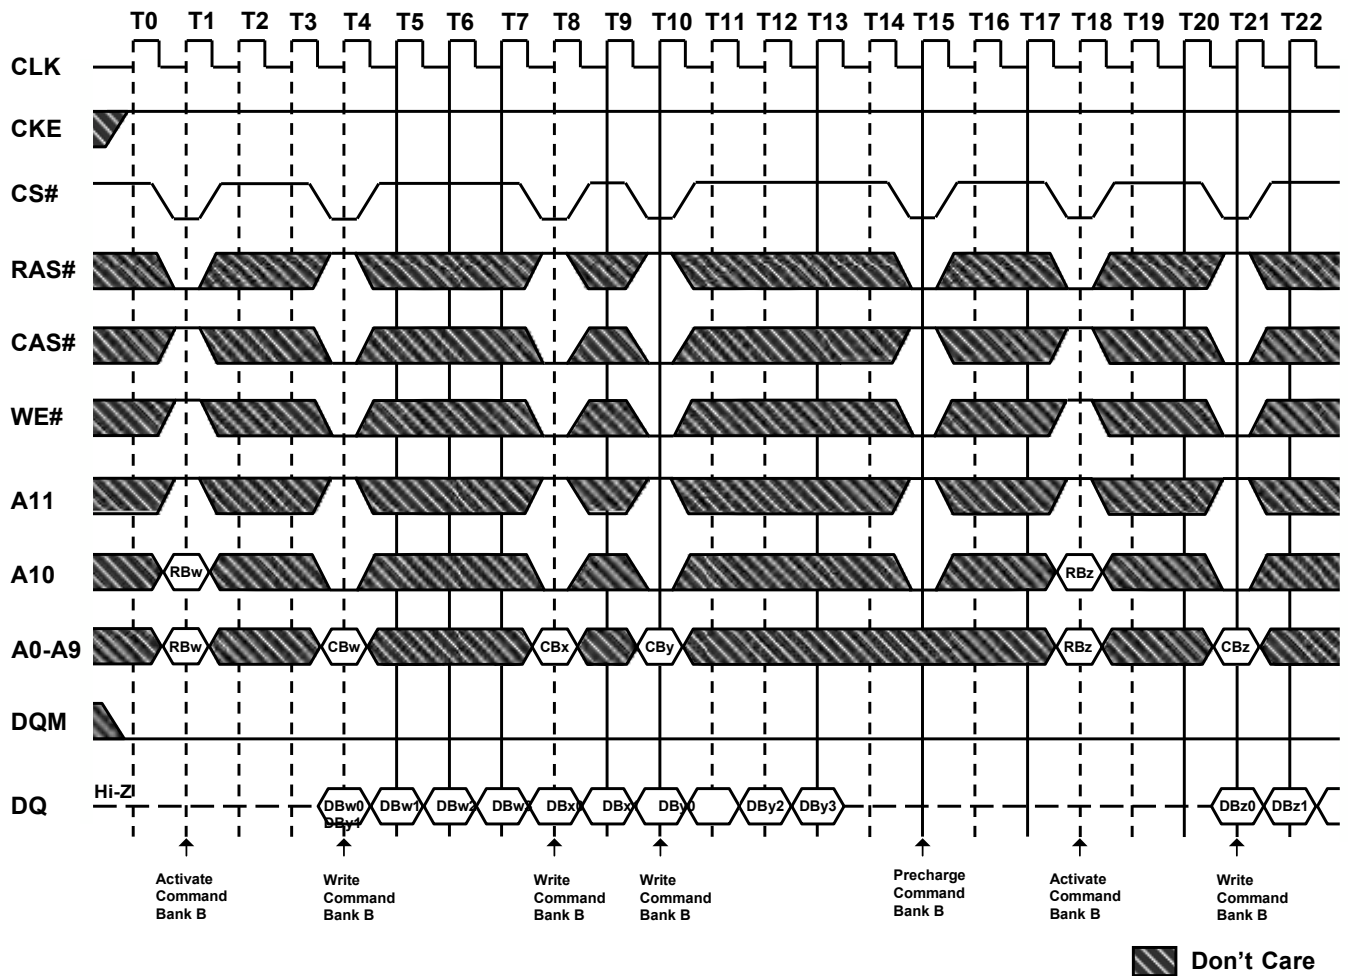 T0 T1 T2 T3 T4 T5 T6 T7 T8 T9 T10 T11 T12 T13 T14 T15 T16 T17 T18 T19 T20 T21 T22
CLK
CKE
CS#
RAS#
CAS#
WE#
A11
A10 RBw RBz
A0-A9 RBw CBw CBx CBy RBz CBz
DQM
Hi-Z
DQ DBw0 DBw1 DBw2 DBx0 DBy0 DBy2 DBy3 DBz0 DBz1
DBy1
Activate
Command
Bank B
Write
Command
Bank B
Write
Command
Bank B
Write
Command
Bank B
Precharge
Command
Bank B
Activate
Command
Bank B
Write
Command
Bank B
Don't Care